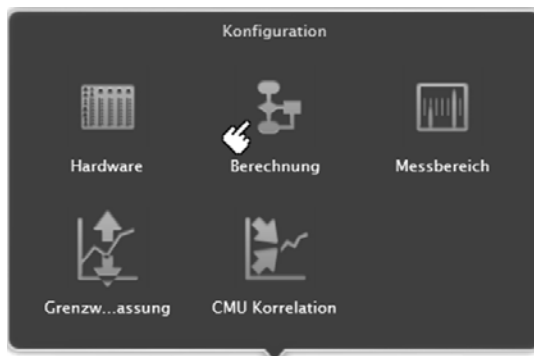 Konfiguration
Hardware
Berechnung
Messbereich
Grenzw...assung
CMU Korrelation